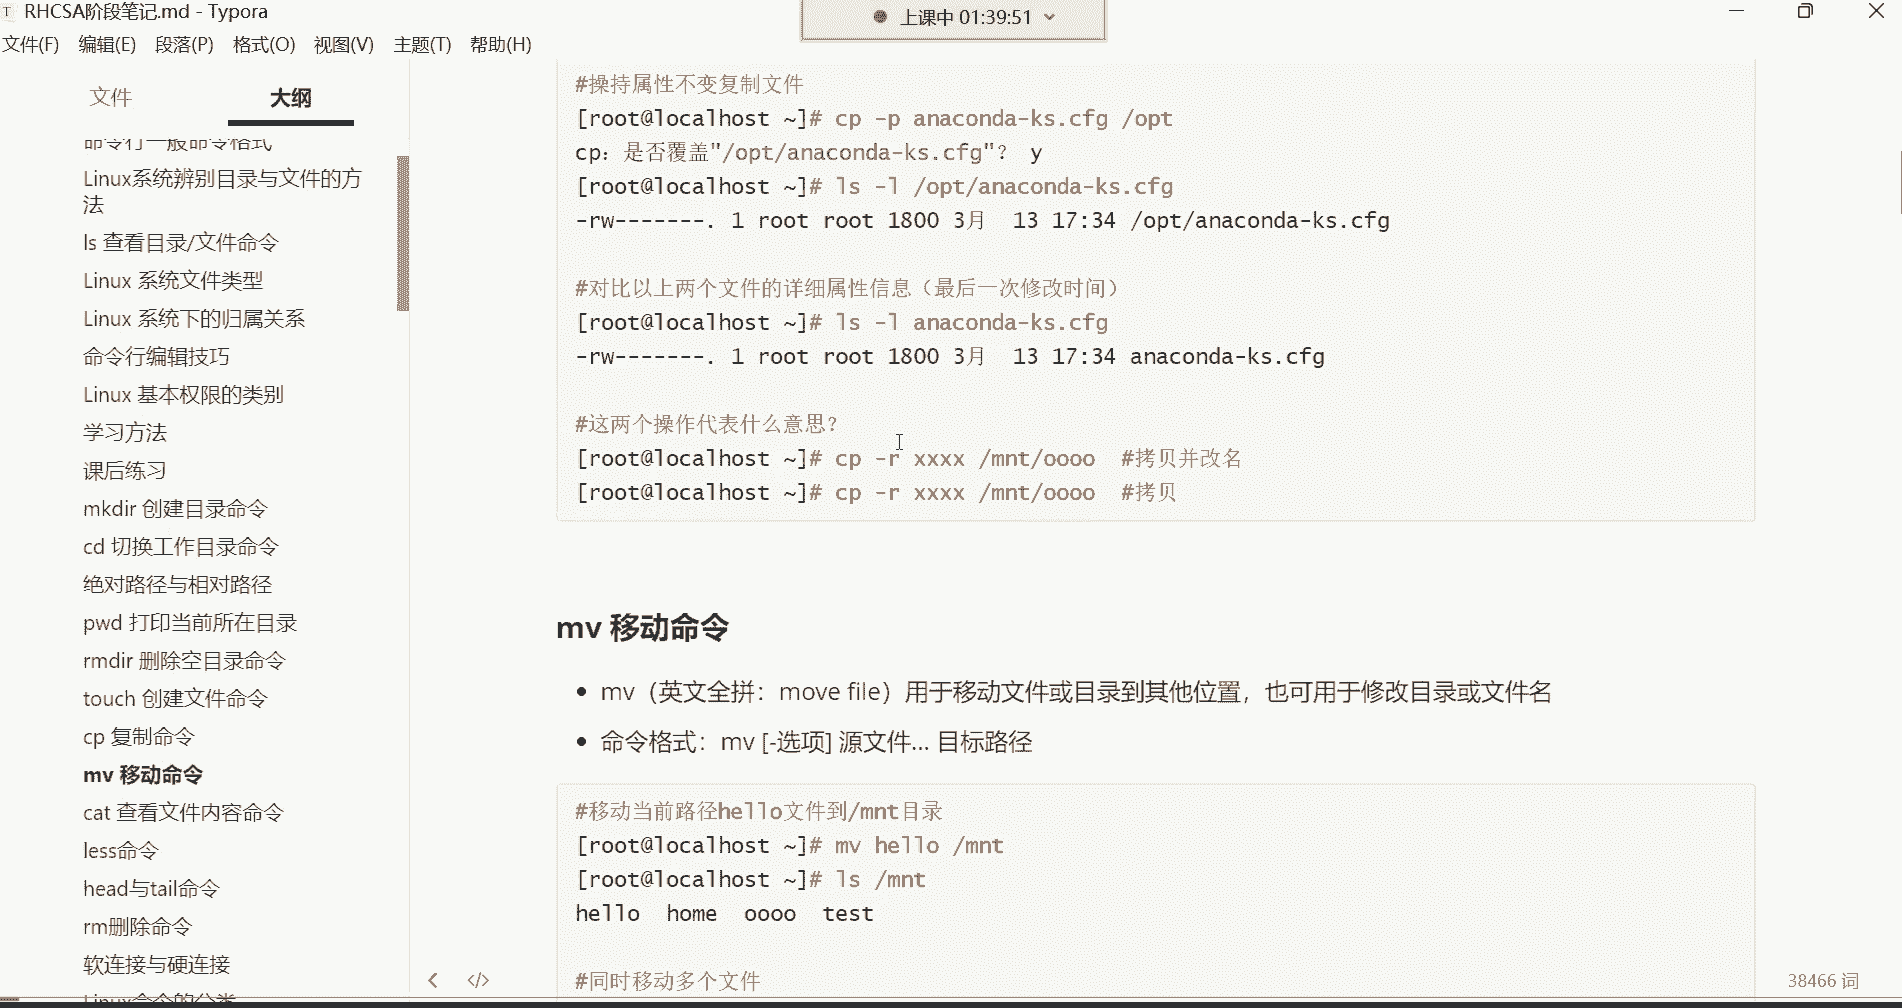 RHCSA阶段笔记.md - Typora
上课中 01:39:51
文件(F) 编辑(E) 段落(P) 格式(O) 视图(V) 主题(T) 帮助(H)
文件 大纲
命令行一般命令格式
Linux系统辨别目录与文件的方
法
ls 查看目录/文件命令
Linux 系统文件类型
Linux 系统下的归属关系
命令行编辑技巧
Linux 基本权限的类别
学习方法
课后练习
mkdir 创建目录命令
cd 切换工作目录命令
绝对路径与相对路径
pwd 打印当前所在目录
rmdir 删除空目录命令
touch 创建文件命令
cp 复制命令
mv 移动命令
cat 查看文件内容命令
less命令
head与tail命令
rm删除命令
软连接与硬连接
Linux命令的分类
#操持属性不变复制文件
[root@localhost ~]# cp -p anaconda-ks.cfg /opt
cp：是否覆盖"/opt/anaconda-ks.cfg"？ y
[root@localhost ~]# ls -l /opt/anaconda-ks.cfg
-rw-------. 1 root root 1800 3月  13 17:34 /opt/anaconda-ks.cfg
#对比以上两个文件的详细属性信息（最后一次修改时间）
[root@localhost ~]# ls -l anaconda-ks.cfg
-rw-------. 1 root root 1800 3月  13 17:34 anaconda-ks.cfg
#这两个操作代表什么意思？
[root@localhost ~]# cp -r xxxx /mnt/oooo  #拷贝并改名
[root@localhost ~]# cp -r xxxx /mnt/oooo  #拷贝
mv 移动命令
mv（英文全拼：move file）用于移动文件或目录到其他位置，也可用于修改目录或文件名
命令格式：mv [-选项] 源文件... 目标路径
#移动当前路径hello文件到/mnt目录
[root@localhost ~]# mv hello /mnt
[root@localhost ~]# ls /mnt
hello  home  oooo  test
#同时移动多个文件
38466 词